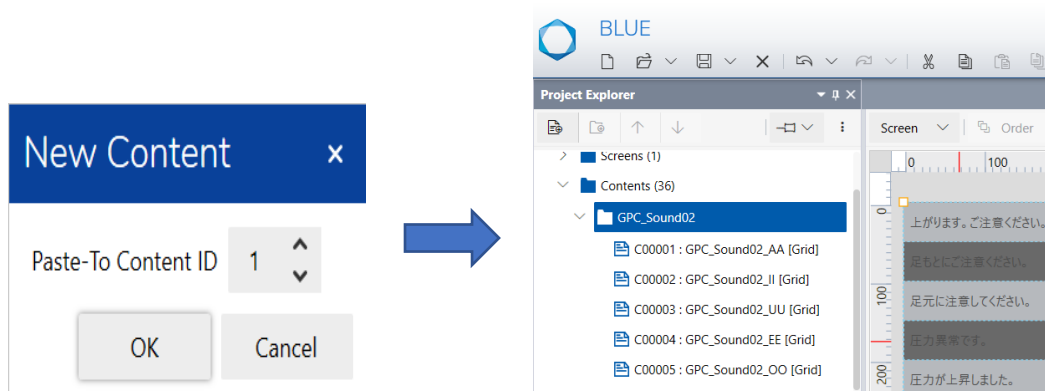 New Content ×
Paste-To Content ID 1
OK Cancel
BLUE
Project Explorer
Screen Order
Screens (1)
Contents (36)
GPC_Sound02
C00001 : GPC_Sound02_AA [Grid]
C00002 : GPC_Sound02_II [Grid]
C00003 : GPC_Sound02_UU [Grid]
C00004 : GPC_Sound02_EE [Grid]
C00005 : GPC_Sound02_OO [Grid]
0 100
0
100
200
上がります。ご注意ください。
足もとにご注意ください。
足元に注意してください。
圧力異常です。
圧力が上昇しました。